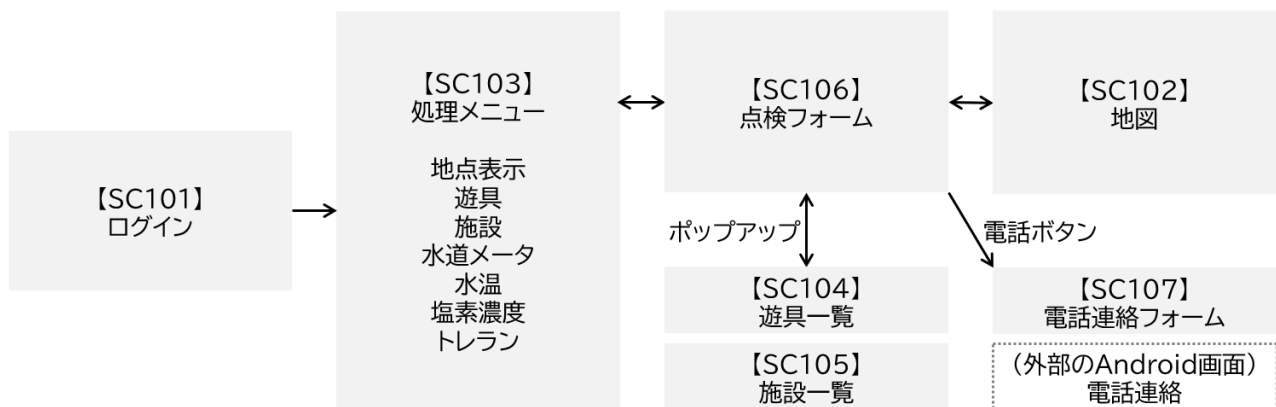 【SC101】
ログイン
【SC103】
処理メニュー
地点表示
遊具
施設
水道メータ
水温
塩素濃度
トレラン
【SC106】
点検フォーム
【SC102】
地図
ポップアップ
電話ボタン
【SC104】
遊具一覧
【SC105】
施設一覧
【SC107】
電話連絡フォーム
（外部のAndroid画面）
電話連絡